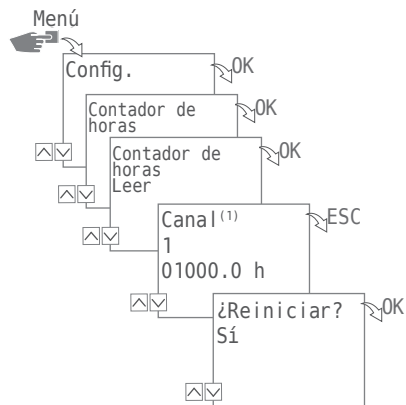 Menú
Config.
OK
Contador de
horas
OK
Contador de
horas
Leer
OK
Canal(1)
1
01000.0 h
ESC
¿Reiniciar?
Sí
OK